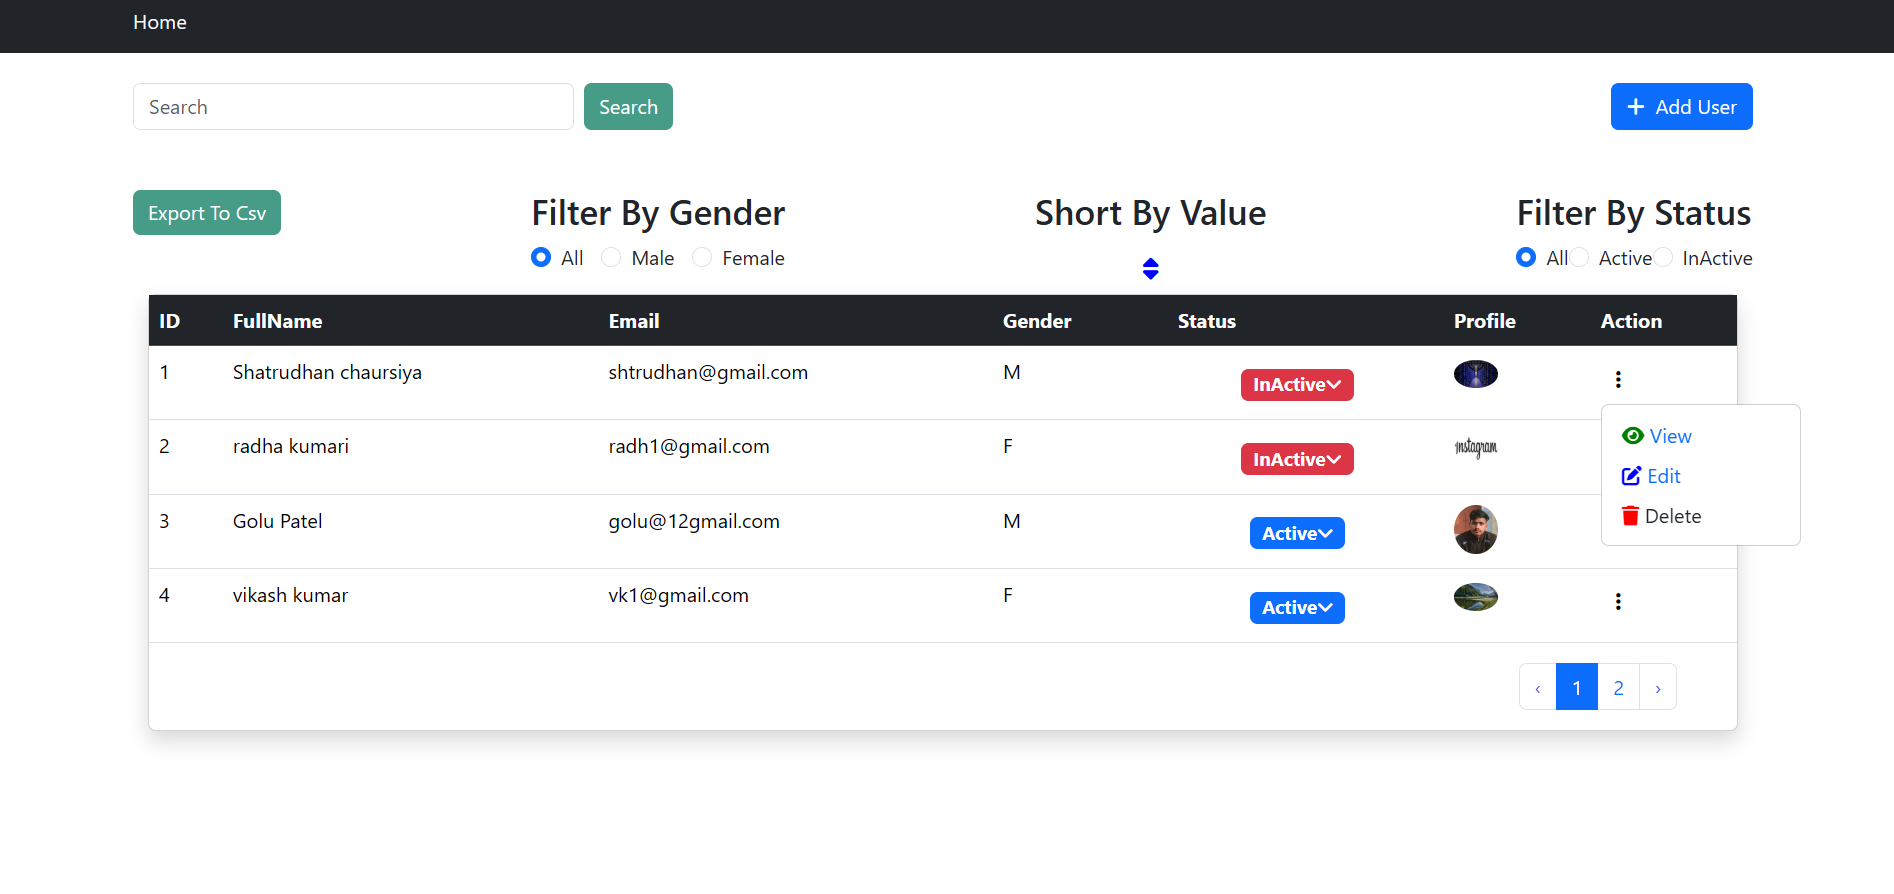 Home
Search Search + Add User
Export To Csv Filter By Gender Short By Value Filter By Status
All Male Female All Active InActive
ID FullName Email Gender Status Profile Action
1 Shatrudhan chaursiya shtrudhan@gmail.com M InActive
View
2 radha kumari radh1@gmail.com F InActive Instagram
Edit
Delete
3 Golu Patel golu@12gmail.com M Active
4 vikash kumar vk1@gmail.com F Active
‹ 1 2 ›